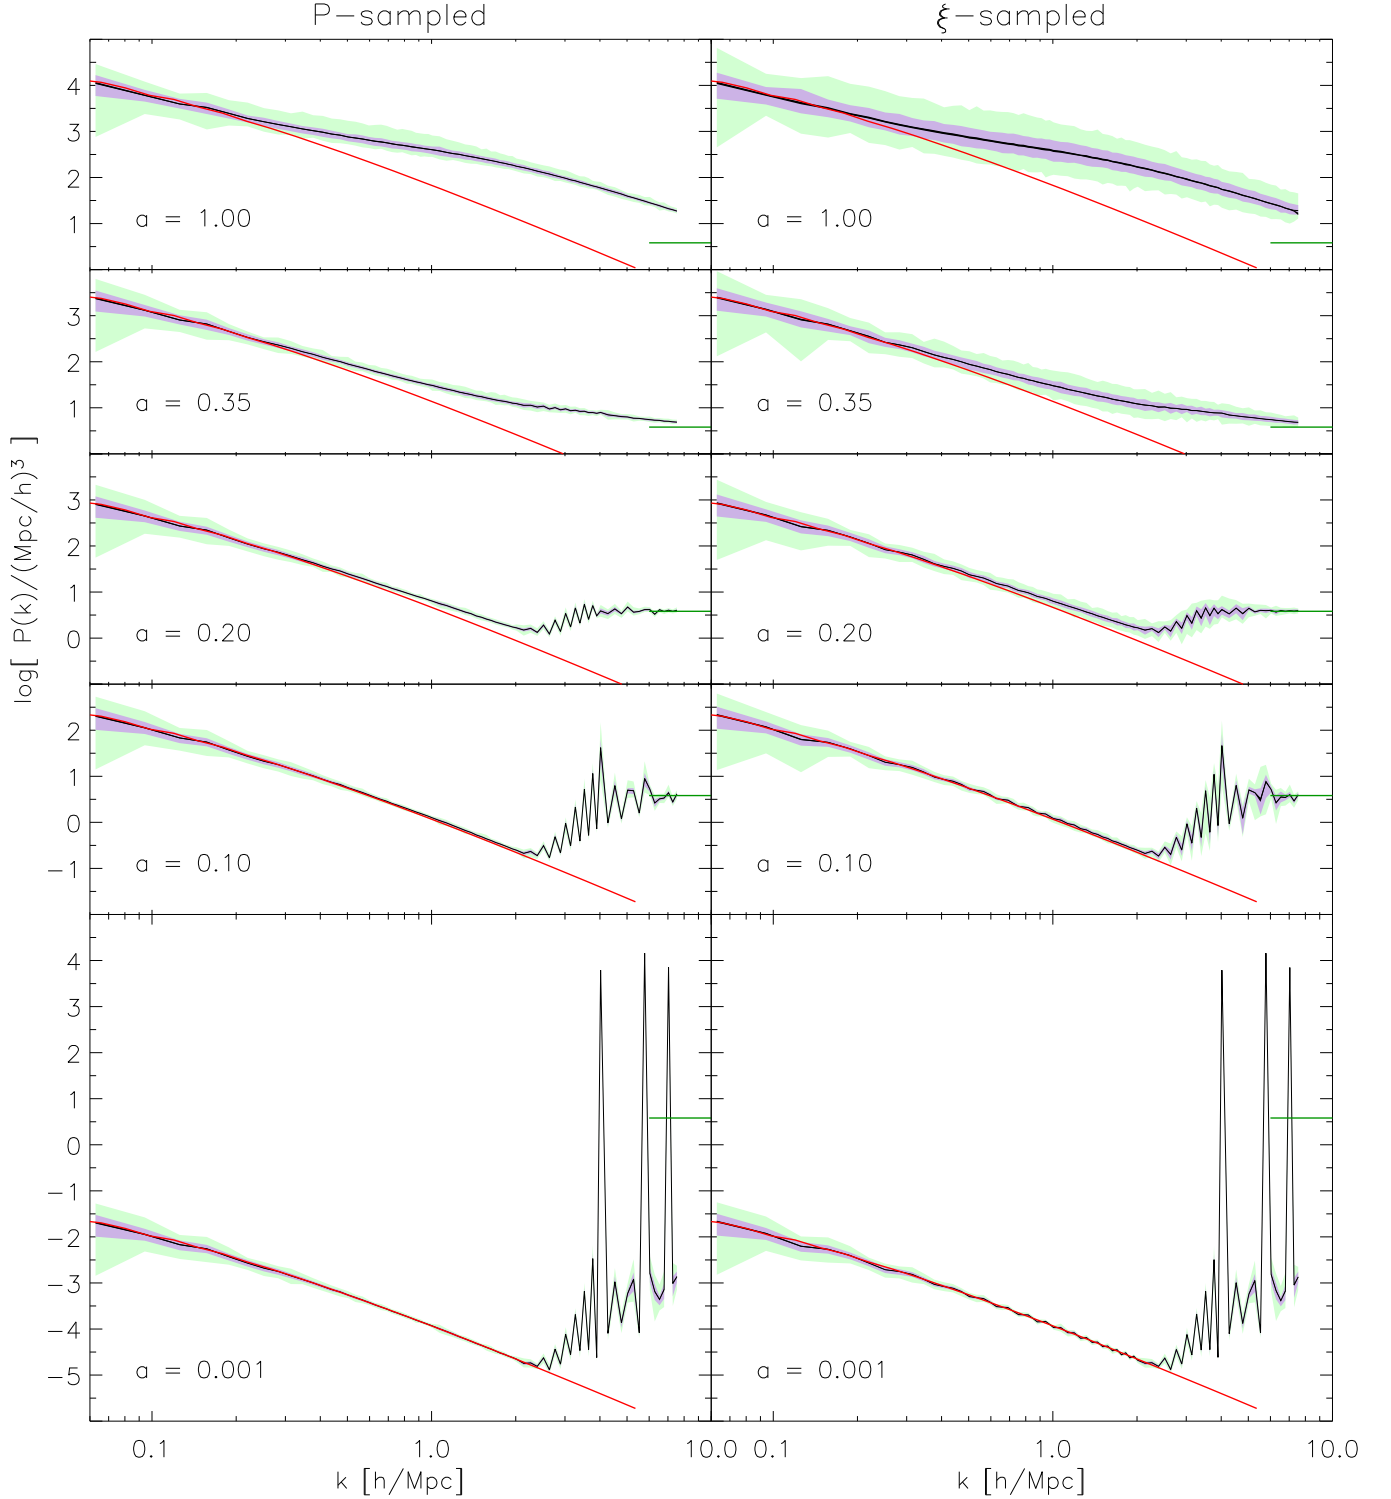 P-sampled
ξ-sampled
log[ P(k)/(Mpc/h)³ ]
4
3
2
1
a = 1.00
a = 1.00
3
2
1
a = 0.35
a = 0.35
3
2
1
0
a = 0.20
a = 0.20
2
1
0
-1
a = 0.10
a = 0.10
4
3
2
1
0
-1
-2
-3
-4
-5
a = 0.001
a = 0.001
0.1 1.0 10.0 0.1 1.0 10.0
k [h/Mpc]
k [h/Mpc]